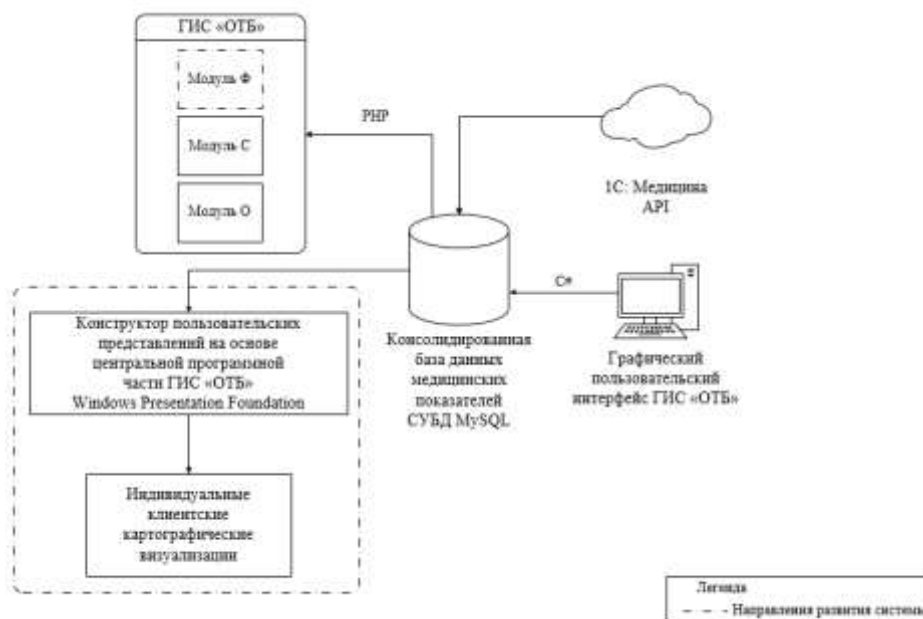 ГИС «ОТБ»
Модуль Ф
Модуль С
Модуль О
PHP
1С: Медицина
API
C#
Консолидированная
база данных
медицинских
показателей
СУБД MySQL
Графический
пользовательский
интерфейс ГИС «ОТБ»
Конструктор пользовательских
представлений на основе
центральной программной
части ГИС «ОТБ»
Windows Presentation Foundation
Индивидуальные
клиентские
картографические
визуализации
Легенда
Направления развития системы